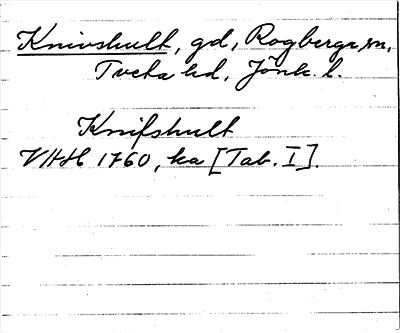 Knivshult, gd, Rogberga sn,
Tveta hd, Jönk. l.
Knifshult
VHH 1760, ka [Tab. I].